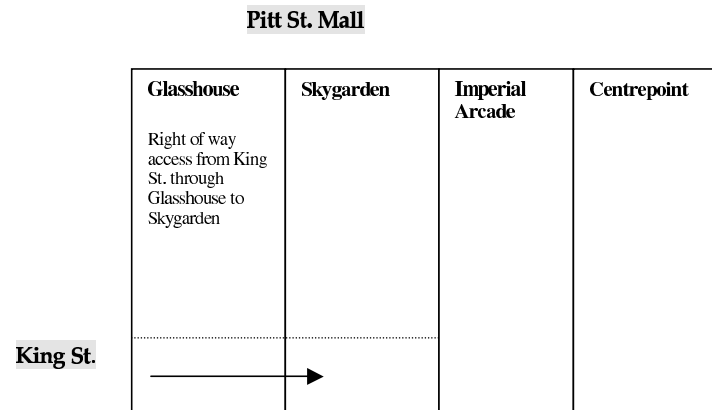 Pitt St. Mall
Glasshouse
Skygarden
Imperial
Arcade
Centrepoint
Right of way
access from King
St. through
Glasshouse to
Skygarden
King St.